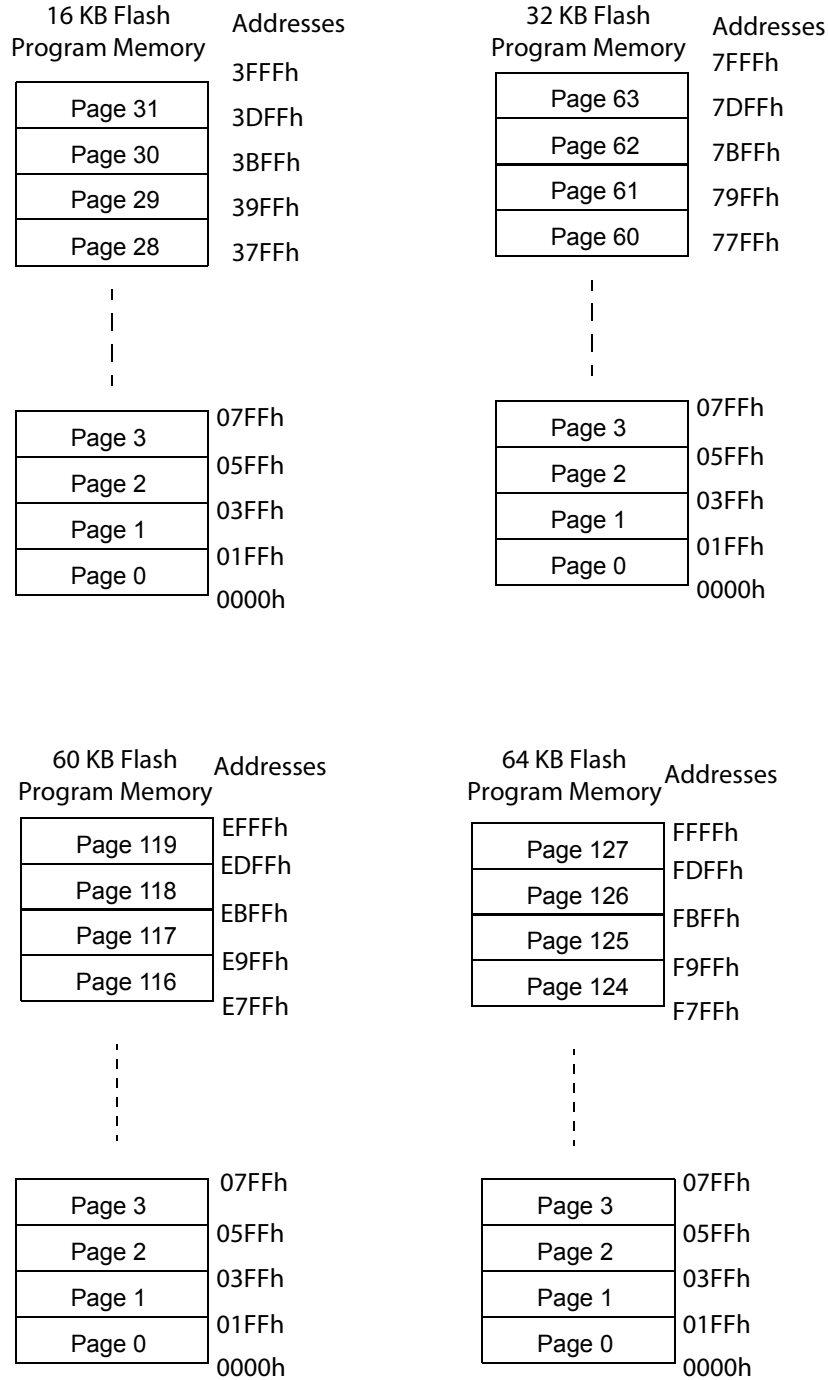 16 KB Flash
Program Memory
Addresses
3FFFh
Page 31
3DFFh
Page 30
3BFFh
Page 29
39FFh
Page 28
37FFh
07FFh
Page 3
05FFh
Page 2
03FFh
Page 1
01FFh
Page 0
0000h
32 KB Flash
Program Memory
Addresses
7FFFh
Page 63
7DFFh
Page 62
7BFFh
Page 61
79FFh
Page 60
77FFh
07FFh
Page 3
05FFh
Page 2
03FFh
Page 1
01FFh
Page 0
0000h
60 KB Flash
Program Memory
Addresses
EFFFh
Page 119
EDFFh
Page 118
EBFFh
Page 117
E9FFh
Page 116
E7FFh
07FFh
Page 3
05FFh
Page 2
03FFh
Page 1
01FFh
Page 0
0000h
64 KB Flash
Program Memory
Addresses
FFFFh
Page 127
FDFFh
Page 126
FBFFh
Page 125
F9FFh
Page 124
F7FFh
07FFh
Page 3
05FFh
Page 2
03FFh
Page 1
01FFh
Page 0
0000h